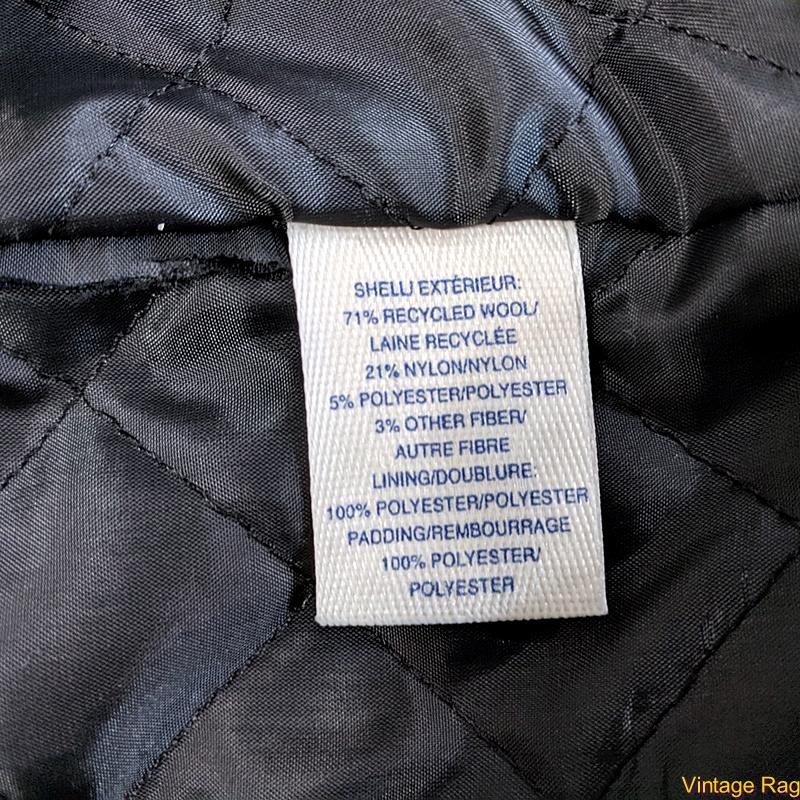 SHELL/ EXTÉRIEUR:
71% RECYCLED WOOL/
LAINE RECYCLÉE
21% NYLON/NYLON
5% POLYESTER/POLYESTER
3% OTHER FIBER/
AUTRE FIBRE
LINING/DOUBLURE:
100% POLYESTER/POLYESTER
PADDING/REMBOURRAGE
100% POLYESTER/
POLYESTER
Vintage Rag